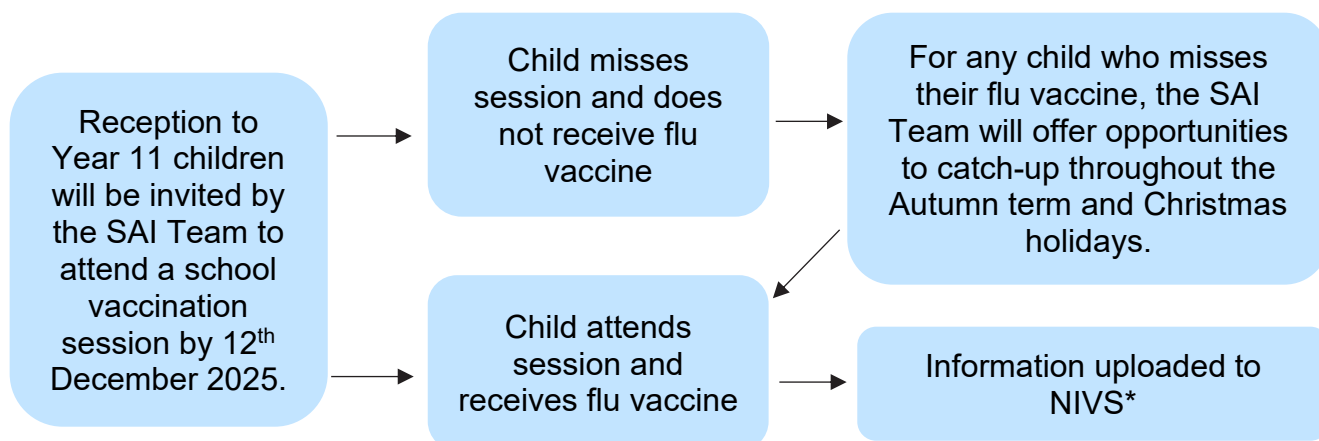 Reception to
Year 11 children
will be invited by
the SAI Team to
attend a school
vaccination
session by 12th
December 2025.
Child misses
session and does
not receive flu
vaccine
For any child who misses
their flu vaccine, the SAI
Team will offer opportunities
to catch-up throughout the
Autumn term and Christmas
holidays.
Child attends
session and
receives flu vaccine
Information uploaded to
NIVS*